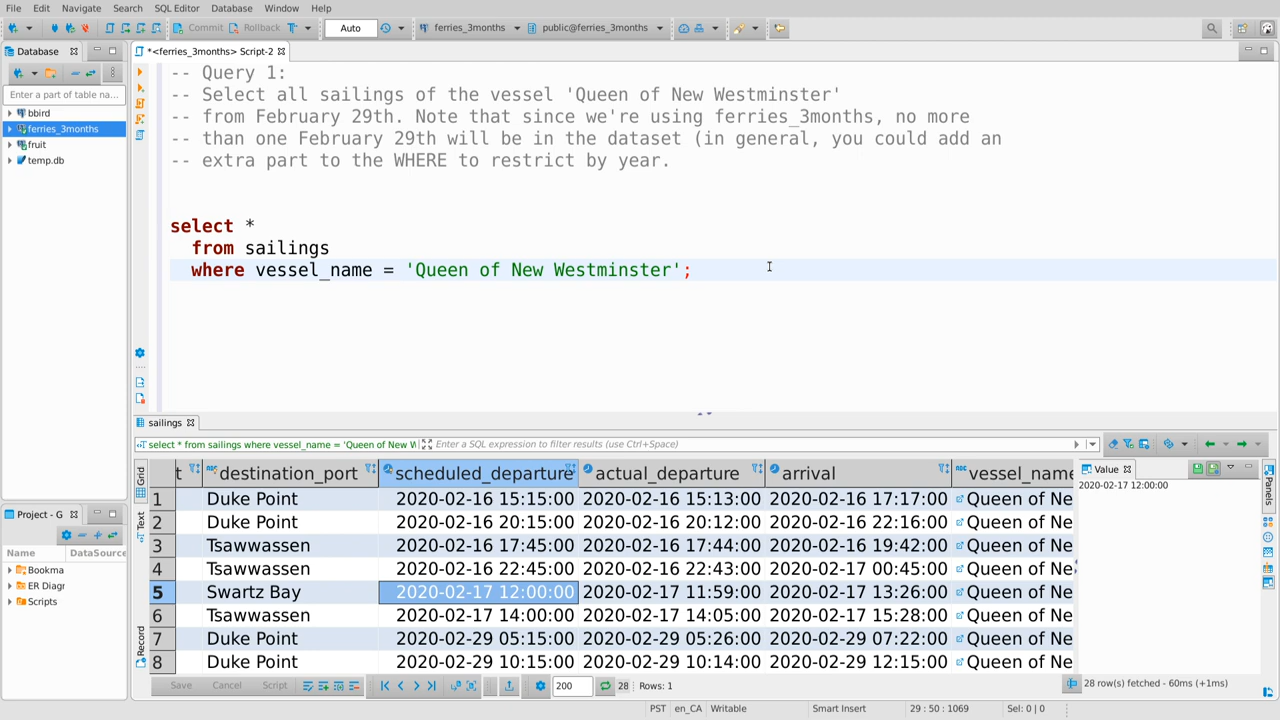 File Edit Navigate Search SQL Editor Database Window Help
Commit Rollback Auto ferries_3months public@ferries_3months
Database
*<ferries_3months> Script-2
Enter a part of table na...
bbird
ferries_3months
fruit
temp.db
-- Query 1:
-- Select all sailings of the vessel 'Queen of New Westminster'
-- from February 29th. Note that since we're using ferries_3months, no more
-- than one February 29th will be in the dataset (in general, you could add an
-- extra part to the WHERE to restrict by year.
select *
from sailings
where vessel_name = 'Queen of New Westminster';
sailings
select * from sailings where vessel_name = 'Queen of New W
Enter a SQL expression to filter results (use Ctrl+Space)
Grid
Text
Record
t destination_port scheduled_departure actual_departure arrival vessel_name
1 Duke Point 2020-02-16 15:15:00 2020-02-16 15:13:00 2020-02-16 17:17:00 Queen of Ne
2 Duke Point 2020-02-16 20:15:00 2020-02-16 20:12:00 2020-02-16 22:16:00 Queen of Ne
3 Tsawwassen 2020-02-16 17:45:00 2020-02-16 17:44:00 2020-02-16 19:42:00 Queen of Ne
4 Tsawwassen 2020-02-16 22:45:00 2020-02-16 22:43:00 2020-02-17 00:45:00 Queen of Ne
5 Swartz Bay 2020-02-17 12:00:00 2020-02-17 11:59:00 2020-02-17 13:26:00 Queen of Ne
6 Tsawwassen 2020-02-17 14:00:00 2020-02-17 14:05:00 2020-02-17 15:28:00 Queen of Ne
7 Duke Point 2020-02-29 05:15:00 2020-02-29 05:26:00 2020-02-29 07:22:00 Queen of Ne
8 Duke Point 2020-02-29 10:15:00 2020-02-29 10:14:00 2020-02-29 12:15:00 Queen of Ne
Value
2020-02-17 12:00:00
Panels
Project - G
Name DataSource
Bookma
ER Diagr
Scripts
Save Cancel Script 200 28 Rows: 1
28 row(s) fetched - 60ms (+1ms)
PST en_CA Writable Smart Insert 29 : 50 : 1069 Sel: 0 | 0